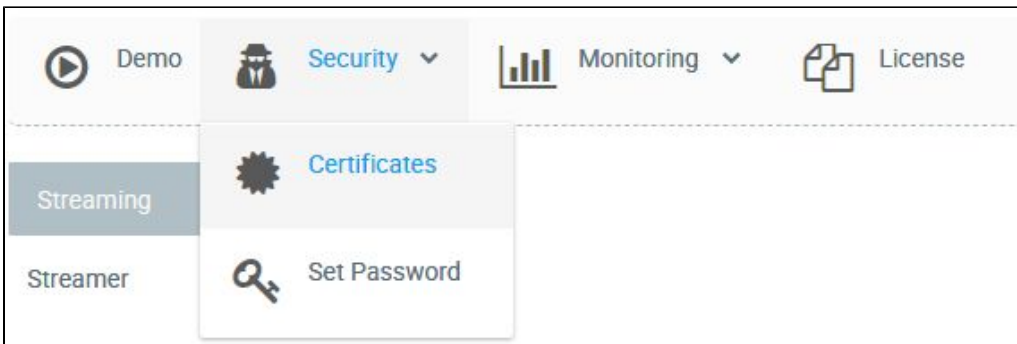 Demo Security Monitoring License
Certificates
Streaming
Set Password
Streamer